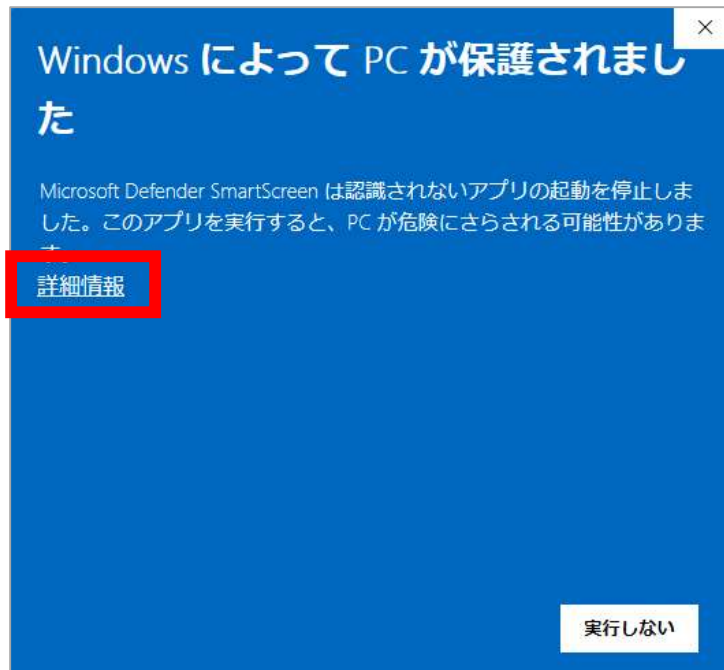 Windows によって PC が保護されまし
た
Microsoft Defender SmartScreen は認識されないアプリの起動を停止しま
した。このアプリを実行すると、PC が危険にさらされる可能性がありま
す。
詳細情報
実行しない